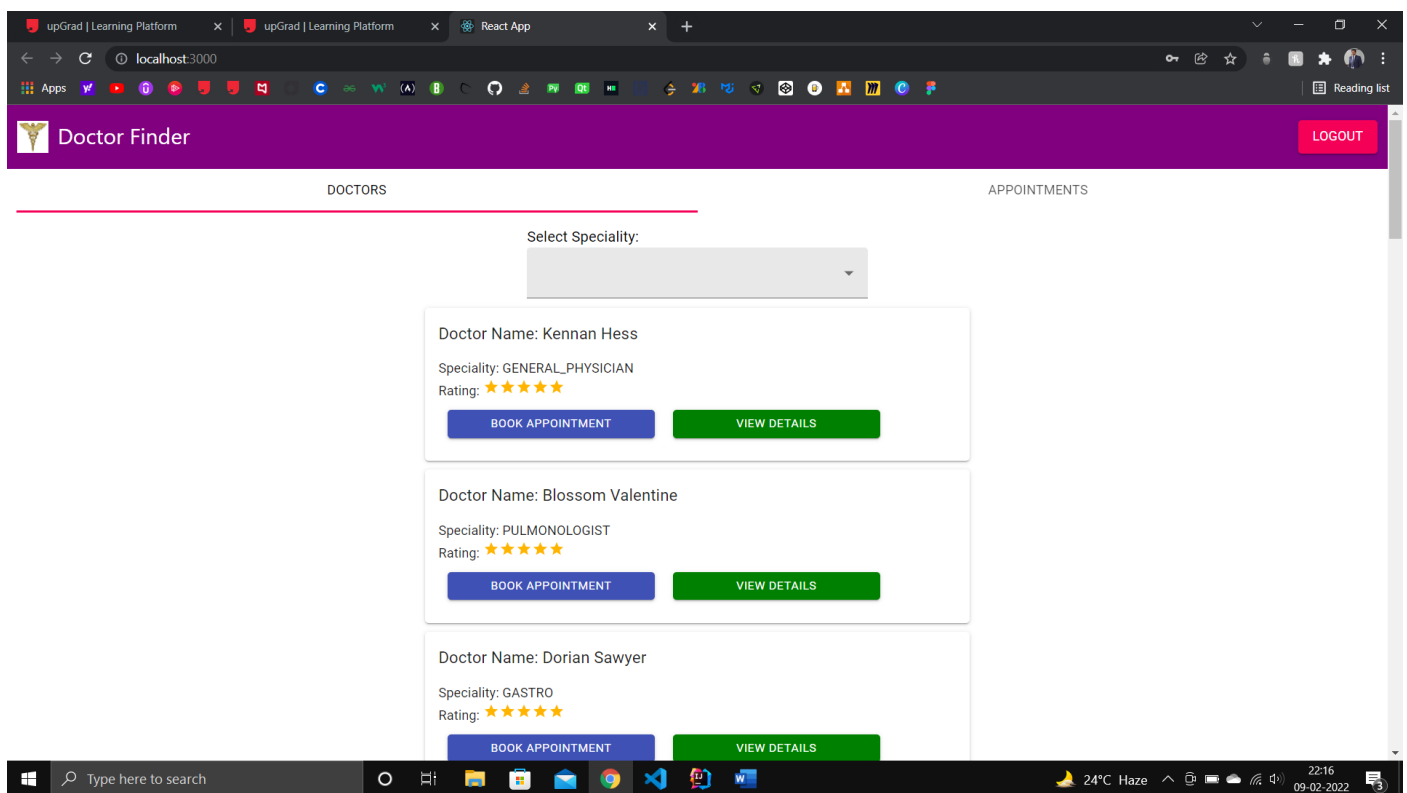 upGrad | Learning Platform
upGrad | Learning Platform
React App
localhost:3000
Apps
Reading list
Doctor Finder
LOGOUT
DOCTORS
APPOINTMENTS
Select Speciality:
Doctor Name: Kennan Hess
Speciality: GENERAL_PHYSICIAN
Rating:
BOOK APPOINTMENT
VIEW DETAILS
Doctor Name: Blossom Valentine
Speciality: PULMONOLOGIST
Rating:
BOOK APPOINTMENT
VIEW DETAILS
Doctor Name: Dorian Sawyer
Speciality: GASTRO
Rating:
BOOK APPOINTMENT
VIEW DETAILS
Type here to search
24°C Haze
22:16
09-02-2022